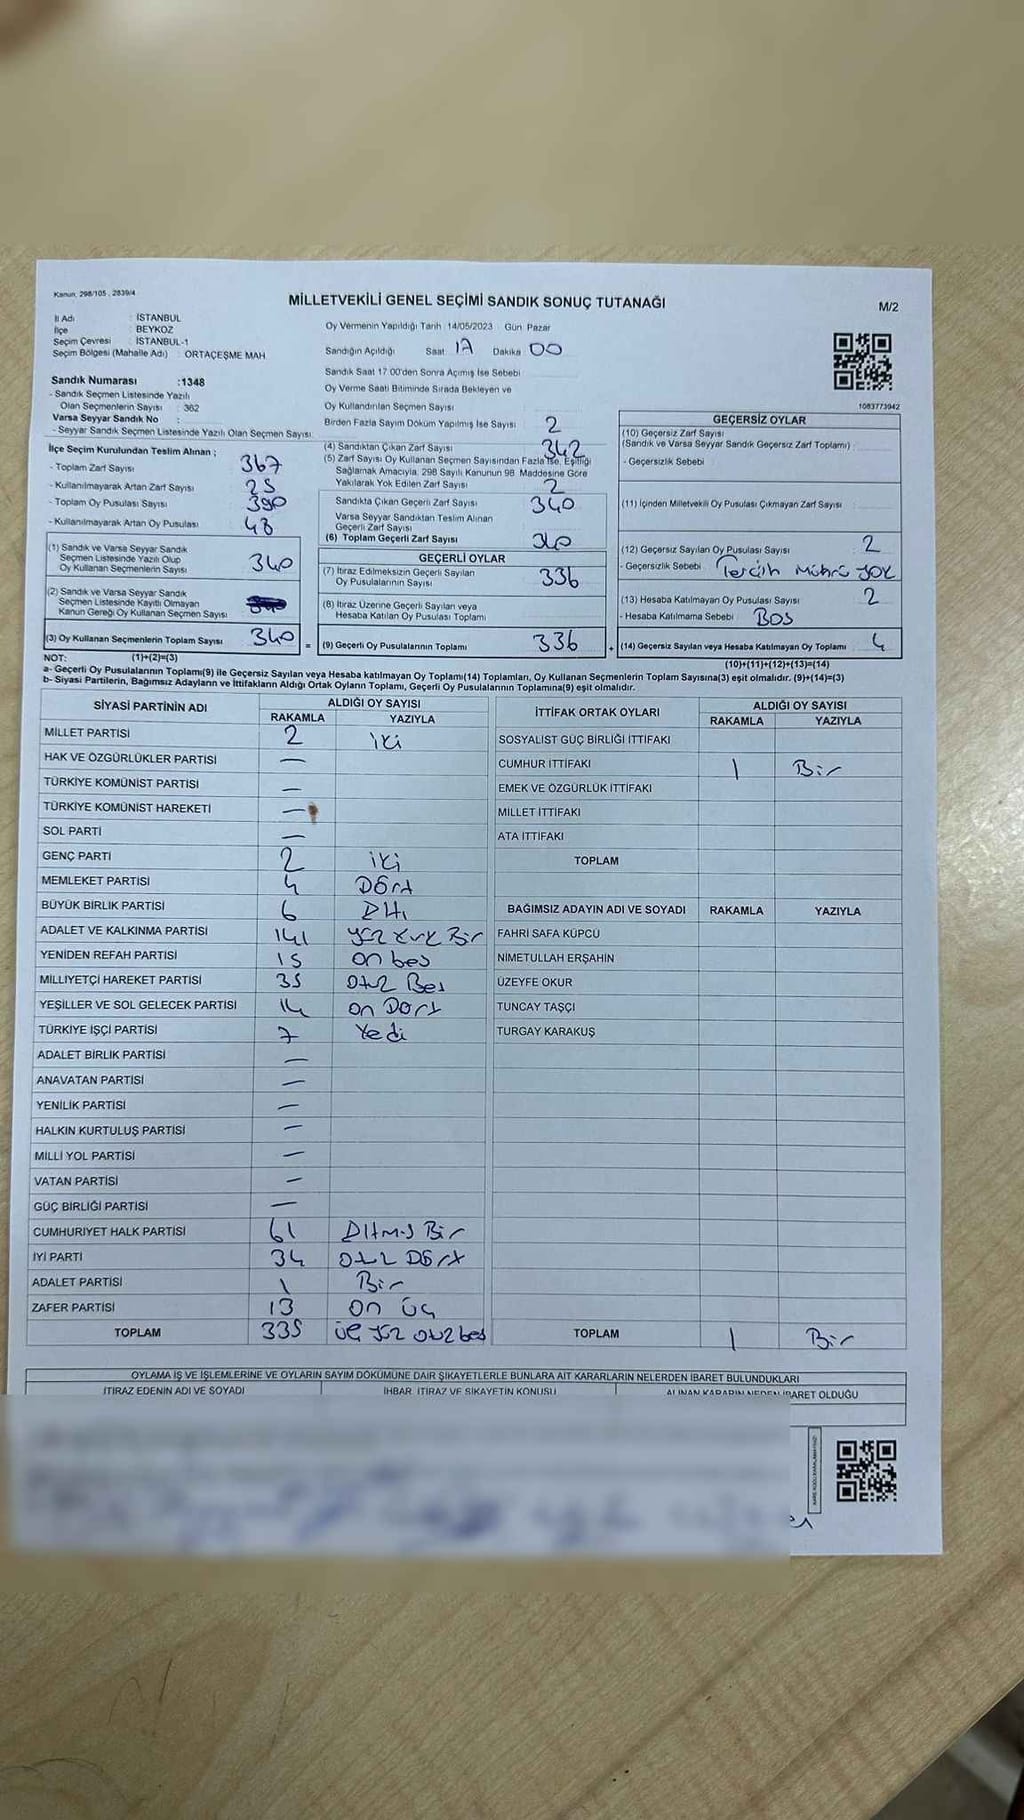 Kanun. 298/105 , 2839/4
MİLLETVEKİLİ GENEL SEÇİMİ SANDIK SONUÇ TUTANAĞI
M/2
İl Adı : İSTANBUL
İlçe : BEYKOZ
Seçim Çevresi : İSTANBUL-1
Seçim Bölgesi (Mahalle Adı) : ORTAÇEŞME MAH
Oy Vermenin Yapıldığı Tarih :14/05/2023 Gün Pazar
Sandığın Açıldığı Saat 17 Dakika 00
Sandık Saat 17:00'den Sonra Açımış İse Sebebi
Oy Verme Saati Bitiminde Sırada Bekleyen ve
Oy Kullandırılan Seçmen Sayısı
Birden Fazla Sayım Döküm Yapılmış İse Sayısı 2
1083773942
Sandık Numarası :1348
- Sandık Seçmen Listesinde Yazılı
Olan Seçmenlerin Sayısı : 362
Varsa Seyyar Sandık No :
- Seyyar Sandık Seçmen Listesinde Yazılı Olan Seçmen Sayısı:
İlçe Seçim Kurulundan Teslim Alınan ;
- Toplam Zarf Sayısı 367
- Kullanılmayarak Artan Zarf Sayısı 25
- Toplam Oy Pusulası Sayısı 390
- Kullanılmayarak Artan Oy Pusulası 48
(1) Sandık ve Varsa Seyyar Sandık
Seçmen Listesinde Yazılı Olup
Oy Kullanan Seçmenlerin Sayısı 340
(2) Sandık ve Varsa Seyyar Sandık
Seçmen Listesinde Kayıtlı Olmayan
Kanun Gereği Oy Kullanan Seçmen Sayısı
(3) Oy Kullanan Seçmenlerin Toplam Sayısı 340 =
(4) Sandıktan Çıkan Zarf Sayısı 342
(5) Zarf Sayısı Oy Kullanan Seçmen Sayısından Fazla İse, Eşitliği
Sağlamak Amacıyla, 298 Sayılı Kanunun 98. Maddesine Göre
Yakılarak Yok Edilen Zarf Sayısı 2
Sandıkta Çıkan Geçerli Zarf Sayısı 340
Varsa Seyyar Sandıktan Teslim Alınan
Geçerli Zarf Sayısı
(6) Toplam Geçerli Zarf Sayısı 340
GEÇERLİ OYLAR
(7) İtiraz Edilmeksizin Geçerli Sayılan
Oy Pusulalarının Sayısı 336
(8) İtiraz Üzerine Geçerli Sayılan veya
Hesaba Katılan Oy Pusulası Toplamı
(9) Geçerli Oy Pusulalarının Toplamı 336 +
GEÇERSİZ OYLAR
(10) Geçersiz Zarf Sayısı
(Sandık ve Varsa Seyyar Sandık Geçersiz Zarf Toplamı) :
- Geçersizlik Sebebi
(11) İçinden Milletvekili Oy Pusulası Çıkmayan Zarf Sayısı
(12) Geçersiz Sayılan Oy Pusulası Sayısı 2
- Geçersizlik Sebebi : Tercih Mührü YOK
(13) Hesaba Katılmayan Oy Pusulası Sayısı 2
- Hesaba Katılmama Sebebi : BOS
(14) Geçersiz Sayılan veya Hesaba Katılmayan Oy Toplamı 4
NOT: (1)+(2)=(3)
(10)+(11)+(12)+(13)=(14)
a- Geçerli Oy Pusulalarının Toplamı(9) ile Geçersiz Sayılan veya Hesaba katılmayan Oy Toplamı(14) Toplamları, Oy Kullanan Seçmenlerin Toplam Sayısına(3) eşit olmalıdır. (9)+(14)=(3)
b- Siyasi Partilerin, Bağımsız Adayların ve İttifakların Aldığı Ortak Oyların Toplamı, Geçerli Oy Pusulalarının Toplamına(9) eşit olmalıdır.
SİYASİ PARTİNİN ADI ALDIĞI OY SAYISI
RAKAMLA YAZIYLA
MİLLET PARTİSİ 2 iki
HAK VE ÖZGÜRLÜKLER PARTİSİ —
TÜRKİYE KOMÜNİST PARTİSİ —
TÜRKİYE KOMÜNİST HAREKETİ —
SOL PARTİ —
GENÇ PARTİ 2 iki
MEMLEKET PARTİSİ 4 Dört
BÜYÜK BİRLİK PARTİSİ 6 Altı
ADALET VE KALKINMA PARTİSİ 141 yüz kırk Bir
YENİDEN REFAH PARTİSİ 15 on bes
MİLLİYETÇİ HAREKET PARTİSİ 35 otuz Bes
YEŞİLLER VE SOL GELECEK PARTİSİ 14 on Dört
TÜRKİYE İŞÇİ PARTİSİ 7 Yedi
ADALET BİRLİK PARTİSİ —
ANAVATAN PARTİSİ —
YENİLİK PARTİSİ —
HALKIN KURTULUŞ PARTİSİ —
MİLLİ YOL PARTİSİ —
VATAN PARTİSİ —
GÜÇ BİRLİĞİ PARTİSİ —
CUMHURİYET HALK PARTİSİ 61 Altmıs Bir
İYİ PARTİ 34 otuz Dört
ADALET PARTİSİ 1 Bir
ZAFER PARTİSİ 13 on üç
TOPLAM 335 üç yüz otuz bes
İTTİFAK ORTAK OYLARI ALDIĞI OY SAYISI
RAKAMLA YAZIYLA
SOSYALİST GÜÇ BİRLİĞİ İTTİFAKI
CUMHUR İTTİFAKI 1 Bir
EMEK VE ÖZGÜRLÜK İTTİFAKI
MİLLET İTTİFAKI
ATA İTTİFAKI
TOPLAM
BAĞIMSIZ ADAYIN ADI VE SOYADI RAKAMLA YAZIYLA
FAHRİ SAFA KÜPCÜ
NİMETULLAH ERŞAHİN
ÜZEYFE OKUR
TUNCAY TAŞÇI
TURGAY KARAKUŞ
TOPLAM 1 Bir
OYLAMA İŞ VE İŞLEMLERİNE VE OYLARIN SAYIM DÖKÜMÜNE DAİR ŞİKAYETLERLE BUNLARA AİT KARARLARIN NELERDEN İBARET BULUNDUKLARI
İTİRAZ EDENİN ADI VE SOYADI İHBAR, İTİRAZ VE ŞİKAYETİN KONUSU ALINAN KARARIN NEDEN İBARET OLDUĞU